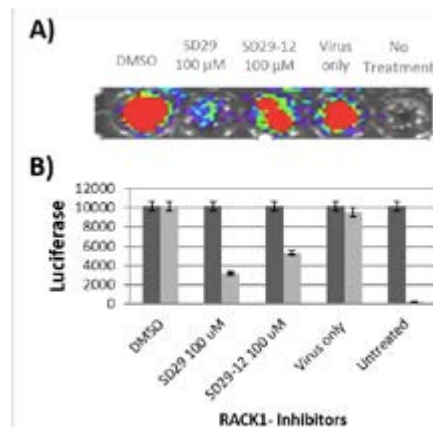 A)
DMSO
SD29
100 µM
SD29-12
100 µM
Virus
only
No
Treatment
B)
Luciferase
12000
10000
8000
6000
4000
2000
0
DMSO
SD29 100 uM
SD29-12 100 uM
Virus only
Untreated
RACK1- Inhibitors